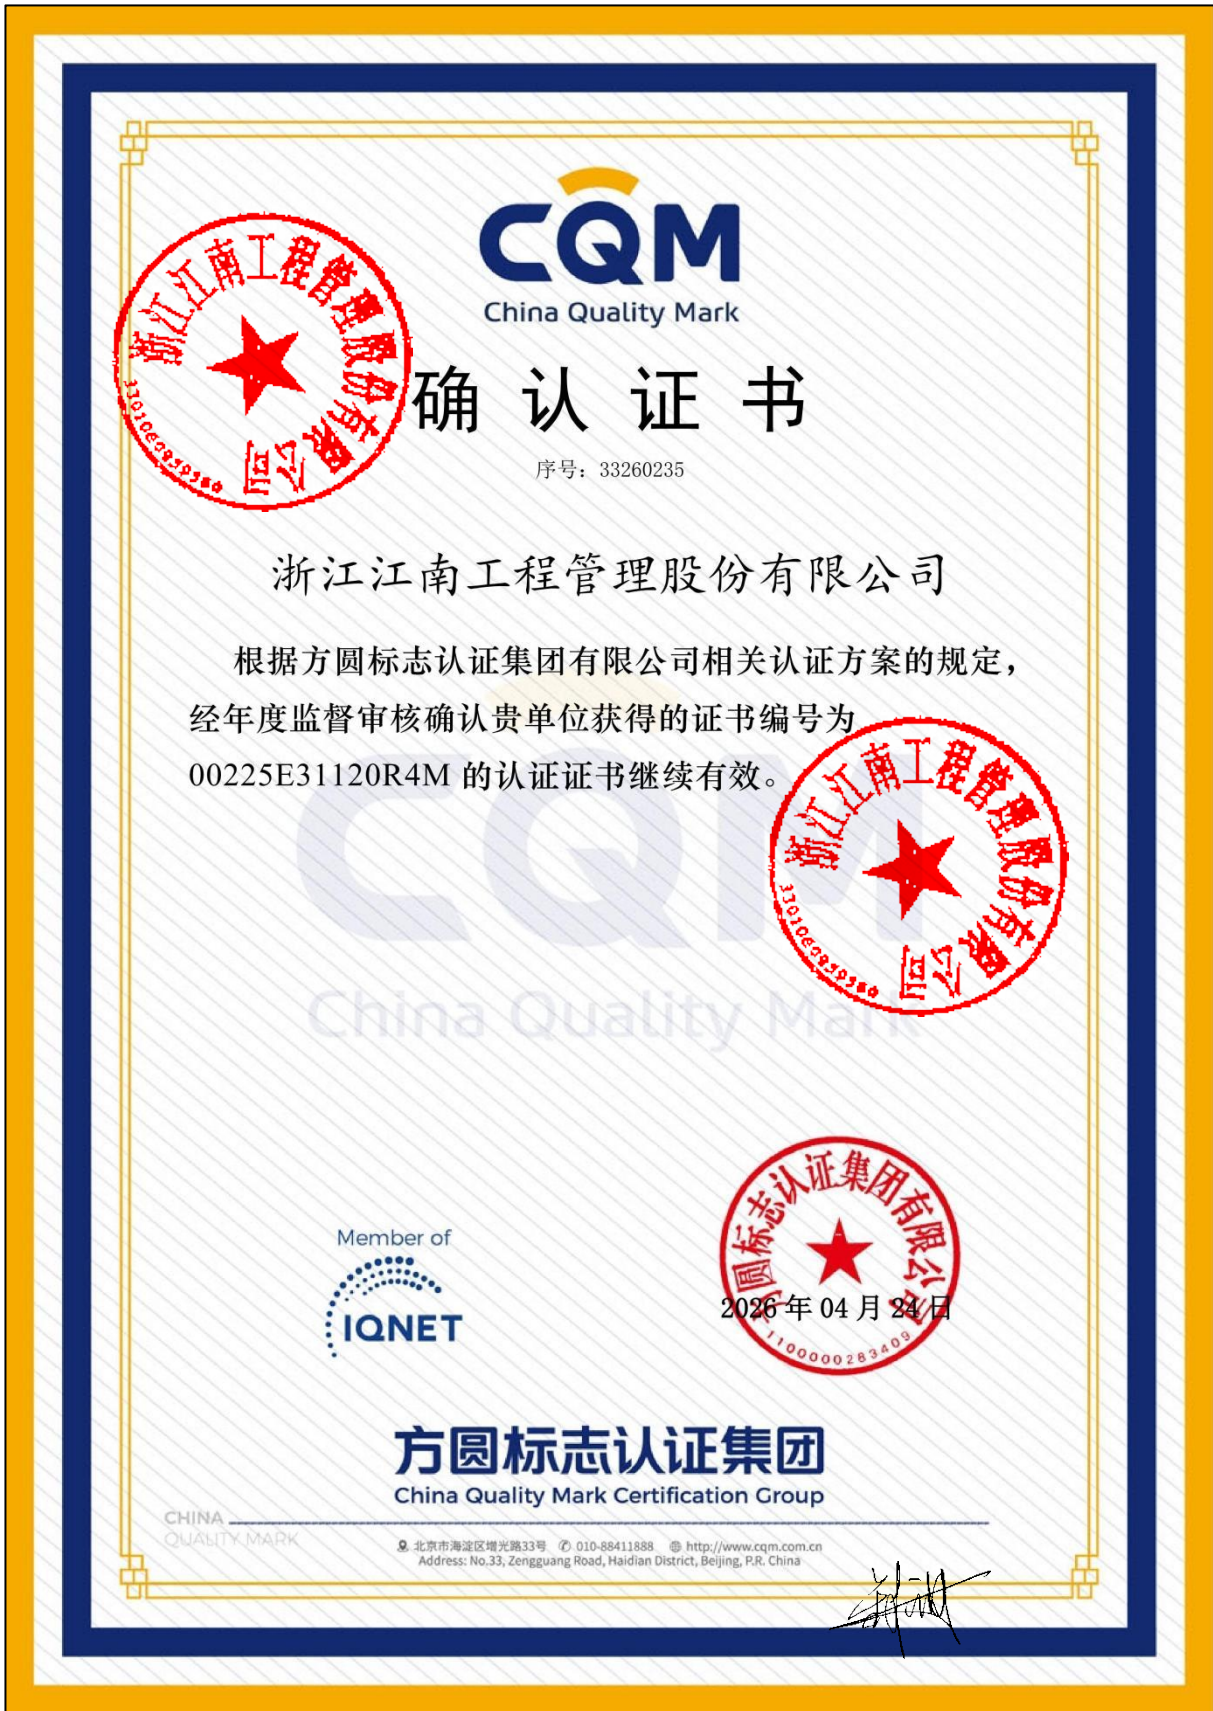 CQM
China Quality Mark
浙江江南工程管理股份有限公司
确认证书
序号：33260235
浙江江南工程管理股份有限公司
根据方圆标志认证集团有限公司相关认证方案的规定，
经年度监督审核确认贵单位获得的证书编号为
00225E31120R4M 的认证证书继续有效。
浙江江南工程管理股份有限公司
CQM
China Quality Mark
Member of
IQNET
方圆标志认证集团有限公司
2026 年 04 月 24 日
1100000283409
方圆标志认证集团
China Quality Mark Certification Group
CHINA
QUALITY MARK
北京市海淀区增光路33号 010-88411888 http://www.cqm.com.cn
Address: No.33, Zengguang Road, Haidian District, Beijing, P.R. China